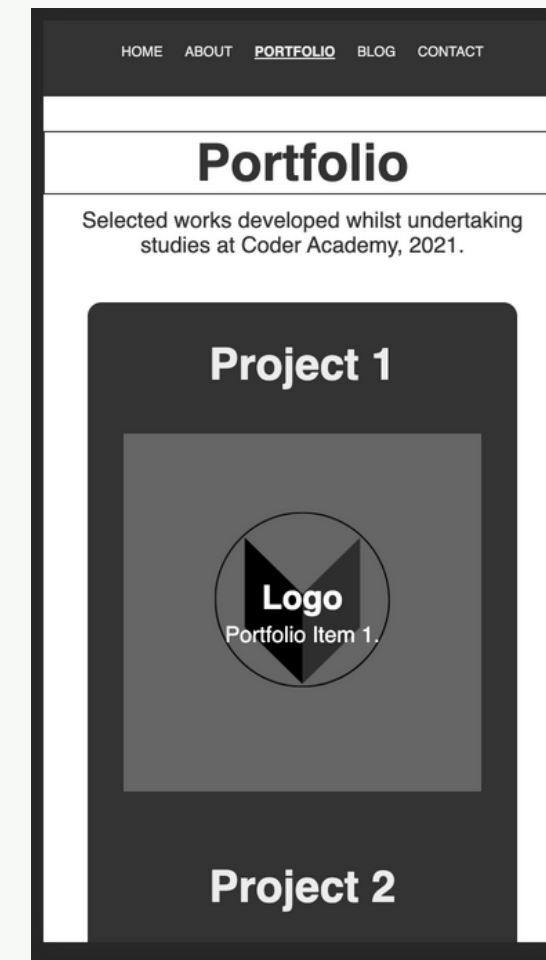 HOME ABOUT PORTFOLIO BLOG CONTACT
Portfolio
Selected works developed whilst undertaking
studies at Coder Academy, 2021.
Project 1
Logo
Portfolio Item 1.
Project 2